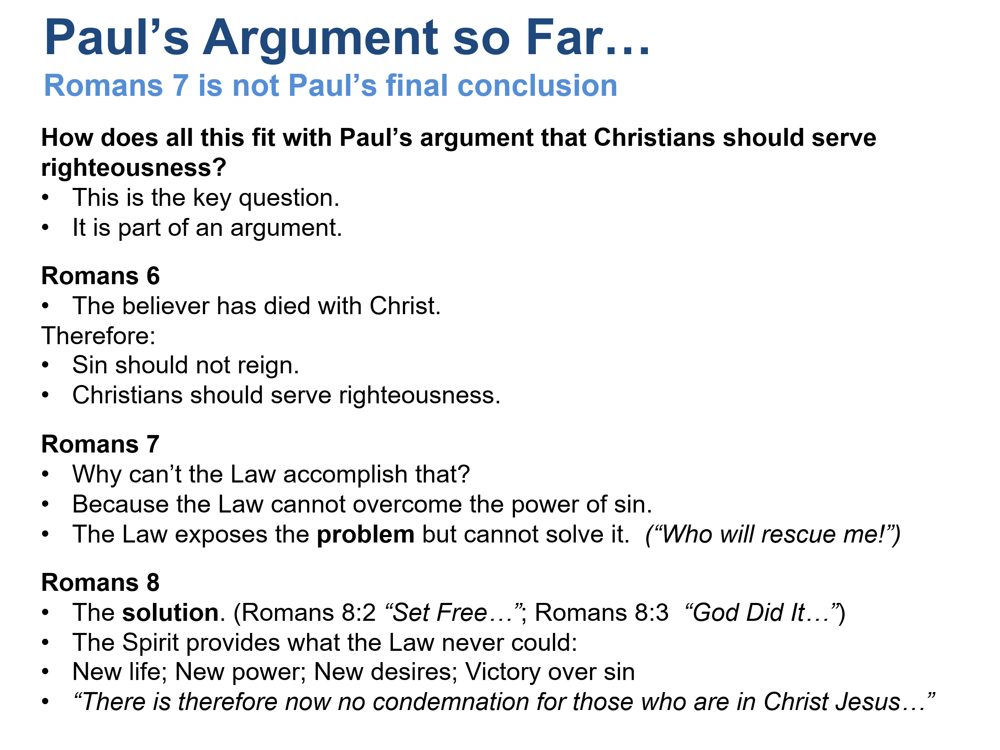 Paul’s Argument so Far…
Romans 7 is not Paul’s final conclusion
How does all this fit with Paul’s argument that Christians should serve
righteousness?
• This is the key question.
• It is part of an argument.
Romans 6
• The believer has died with Christ.
Therefore:
• Sin should not reign.
• Christians should serve righteousness.
Romans 7
• Why can’t the Law accomplish that?
• Because the Law cannot overcome the power of sin.
• The Law exposes the problem but cannot solve it.  (“Who will rescue me!”)
Romans 8
• The solution. (Romans 8:2 “Set Free…”; Romans 8:3  “God Did It…”)
• The Spirit provides what the Law never could:
• New life; New power; New desires; Victory over sin
• “There is therefore now no condemnation for those who are in Christ Jesus…”